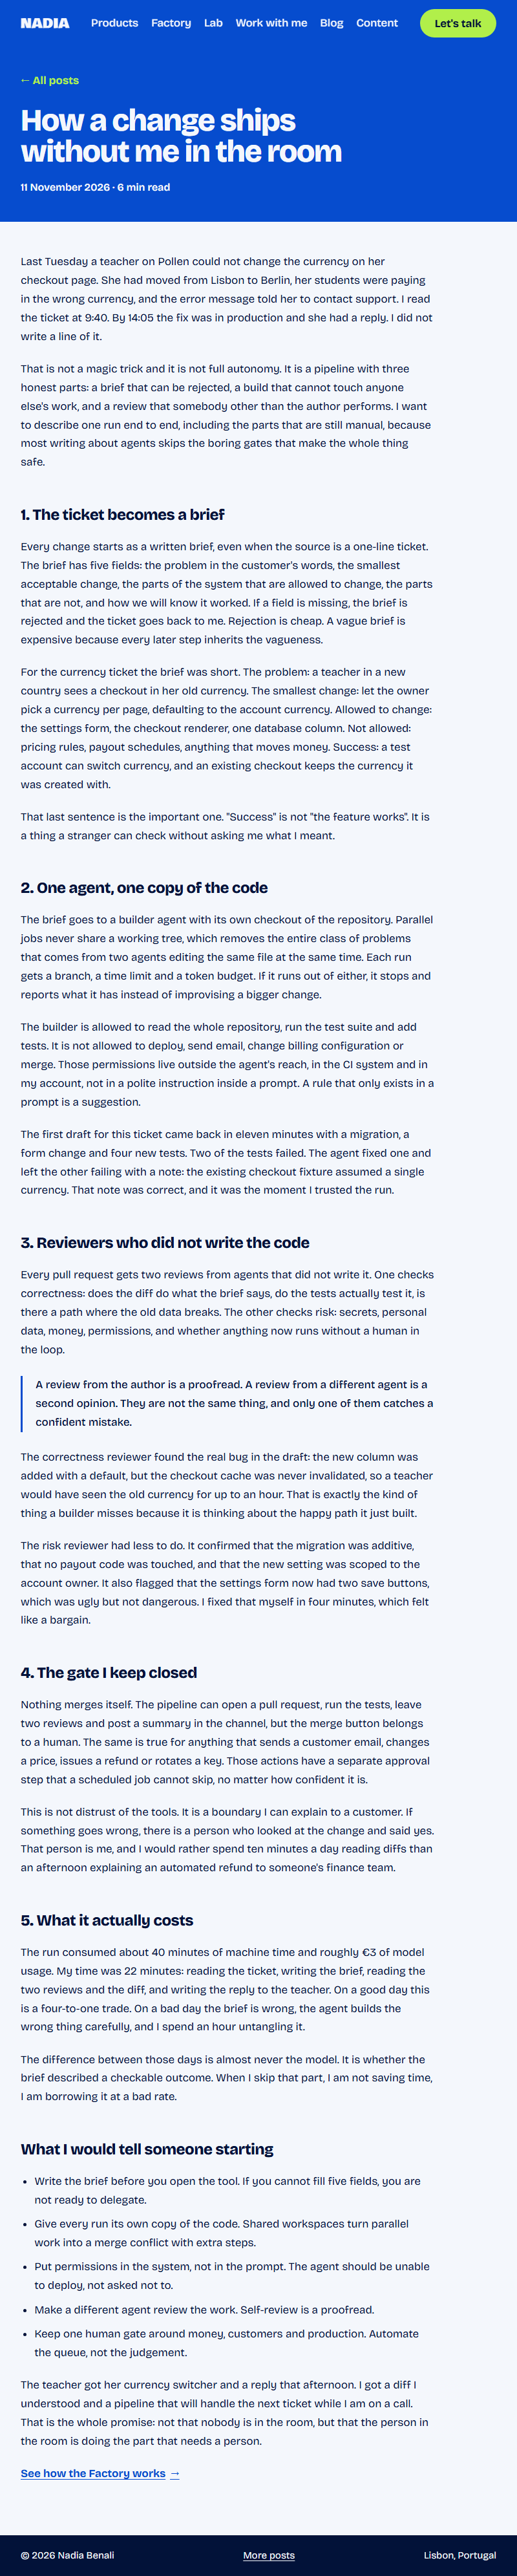 NADIA
Products
Factory
Lab
Work with me
Blog
Content
Let's talk
← All posts
How a change ships
without me in the room
11 November 2026 · 6 min read
Last Tuesday a teacher on Pollen could not change the currency on her
checkout page. She had moved from Lisbon to Berlin, her students were paying
in the wrong currency, and the error message told her to contact support. I read
the ticket at 9:40. By 14:05 the fix was in production and she had a reply. I did not
write a line of it.
That is not a magic trick and it is not full autonomy. It is a pipeline with three
honest parts: a brief that can be rejected, a build that cannot touch anyone
else's work, and a review that somebody other than the author performs. I want
to describe one run end to end, including the parts that are still manual, because
most writing about agents skips the boring gates that make the whole thing
safe.
1. The ticket becomes a brief
Every change starts as a written brief, even when the source is a one-line ticket.
The brief has five fields: the problem in the customer's words, the smallest
acceptable change, the parts of the system that are allowed to change, the parts
that are not, and how we will know it worked. If a field is missing, the brief is
rejected and the ticket goes back to me. Rejection is cheap. A vague brief is
expensive because every later step inherits the vagueness.
For the currency ticket the brief was short. The problem: a teacher in a new
country sees a checkout in her old currency. The smallest change: let the owner
pick a currency per page, defaulting to the account currency. Allowed to change:
the settings form, the checkout renderer, one database column. Not allowed:
pricing rules, payout schedules, anything that moves money. Success: a test
account can switch currency, and an existing checkout keeps the currency it
was created with.
That last sentence is the important one. "Success" is not "the feature works". It is
a thing a stranger can check without asking me what I meant.
2. One agent, one copy of the code
The brief goes to a builder agent with its own checkout of the repository. Parallel
jobs never share a working tree, which removes the entire class of problems
that comes from two agents editing the same file at the same time. Each run
gets a branch, a time limit and a token budget. If it runs out of either, it stops and
reports what it has instead of improvising a bigger change.
The builder is allowed to read the whole repository, run the test suite and add
tests. It is not allowed to deploy, send email, change billing configuration or
merge. Those permissions live outside the agent's reach, in the CI system and in
my account, not in a polite instruction inside a prompt. A rule that only exists in a
prompt is a suggestion.
The first draft for this ticket came back in eleven minutes with a migration, a
form change and four new tests. Two of the tests failed. The agent fixed one and
left the other failing with a note: the existing checkout fixture assumed a single
currency. That note was correct, and it was the moment I trusted the run.
3. Reviewers who did not write the code
Every pull request gets two reviews from agents that did not write it. One checks
correctness: does the diff do what the brief says, do the tests actually test it, is
there a path where the old data breaks. The other checks risk: secrets, personal
data, money, permissions, and whether anything now runs without a human in
the loop.
A review from the author is a proofread. A review from a different agent is a
second opinion. They are not the same thing, and only one of them catches a
confident mistake.
The correctness reviewer found the real bug in the draft: the new column was
added with a default, but the checkout cache was never invalidated, so a teacher
would have seen the old currency for up to an hour. That is exactly the kind of
thing a builder misses because it is thinking about the happy path it just built.
The risk reviewer had less to do. It confirmed that the migration was additive,
that no payout code was touched, and that the new setting was scoped to the
account owner. It also flagged that the settings form now had two save buttons,
which was ugly but not dangerous. I fixed that myself in four minutes, which felt
like a bargain.
4. The gate I keep closed
Nothing merges itself. The pipeline can open a pull request, run the tests, leave
two reviews and post a summary in the channel, but the merge button belongs
to a human. The same is true for anything that sends a customer email, changes
a price, issues a refund or rotates a key. Those actions have a separate approval
step that a scheduled job cannot skip, no matter how confident it is.
This is not distrust of the tools. It is a boundary I can explain to a customer. If
something goes wrong, there is a person who looked at the change and said yes.
That person is me, and I would rather spend ten minutes a day reading diffs than
an afternoon explaining an automated refund to someone's finance team.
5. What it actually costs
The run consumed about 40 minutes of machine time and roughly €3 of model
usage. My time was 22 minutes: reading the ticket, writing the brief, reading the
two reviews and the diff, and writing the reply to the teacher. On a good day this
is a four-to-one trade. On a bad day the brief is wrong, the agent builds the
wrong thing carefully, and I spend an hour untangling it.
The difference between those days is almost never the model. It is whether the
brief described a checkable outcome. When I skip that part, I am not saving time,
I am borrowing it at a bad rate.
What I would tell someone starting
• Write the brief before you open the tool. If you cannot fill five fields, you are
not ready to delegate.
• Give every run its own copy of the code. Shared workspaces turn parallel
work into a merge conflict with extra steps.
• Put permissions in the system, not in the prompt. The agent should be unable
to deploy, not asked not to.
• Make a different agent review the work. Self-review is a proofread.
• Keep one human gate around money, customers and production. Automate
the queue, not the judgement.
The teacher got her currency switcher and a reply that afternoon. I got a diff I
understood and a pipeline that will handle the next ticket while I am on a call.
That is the whole promise: not that nobody is in the room, but that the person in
the room is doing the part that needs a person.
See how the Factory works →
© 2026 Nadia Benali
More posts
Lisbon, Portugal